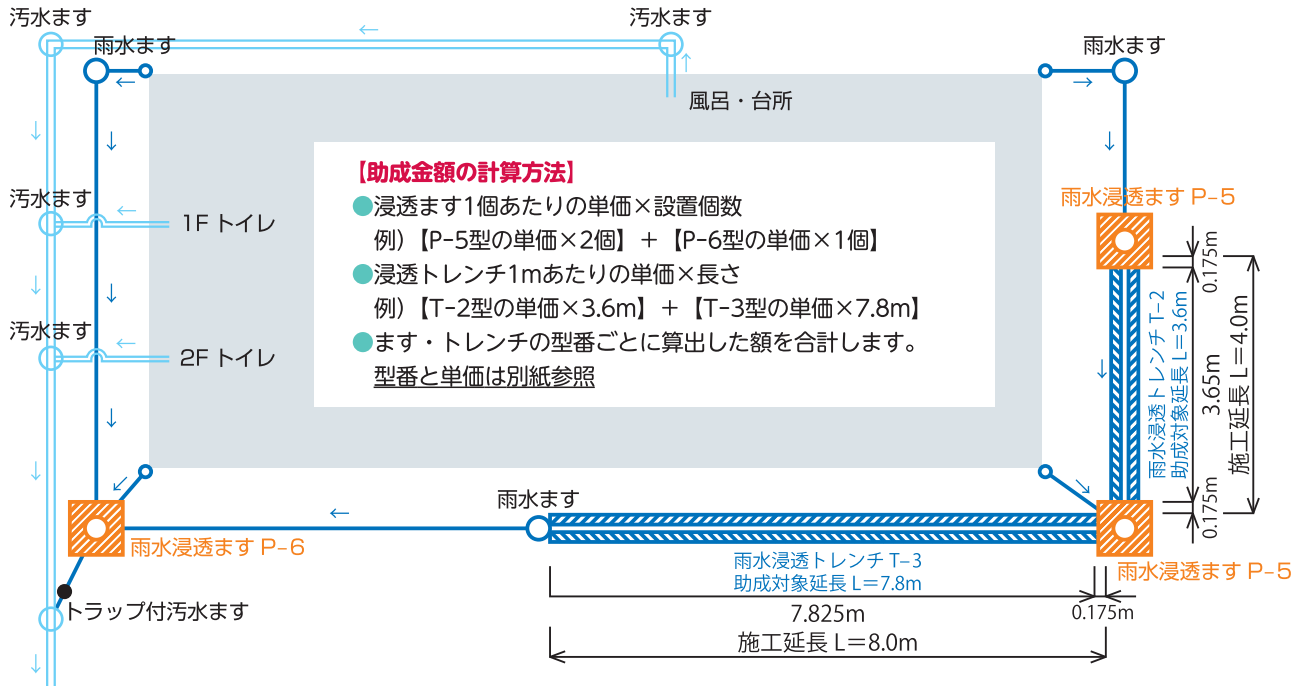 汚水ます
汚水ます
雨水ます
雨水ます
風呂・台所
【助成金額の計算方法】
●浸透ます1個あたりの単価×設置個数
例）【P-5型の単価×2個】＋【P-6型の単価×1個】
●浸透トレンチ1mあたりの単価×長さ
例）【T-2型の単価×3.6m】＋【T-3型の単価×7.8m】
●ます・トレンチの型番ごとに算出した額を合計します。
型番と単価は別紙参照
汚水ます
1F トイレ
汚水ます
2F トイレ
雨水浸透ます P-5
0.175m
雨水浸透トレンチ T-2
助成対象延長 L＝3.6m
3.65m
施工延長 L＝4.0m
0.175m
雨水ます
雨水浸透ます P-6
雨水浸透トレンチ T-3
助成対象延長 L＝7.8m
雨水浸透ます P-5
トラップ付汚水ます
7.825m
0.175m
施工延長 L＝8.0m